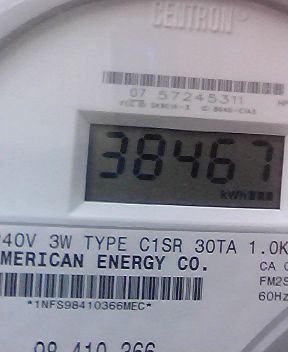 CENTRON®
07 57245311
38467
kWh
240V 3W TYPE C1SR 30TA 1.0K
MERICAN ENERGY CO.
CA
FM2S
60Hz
*1NFS98410366MEC*
98 410 366